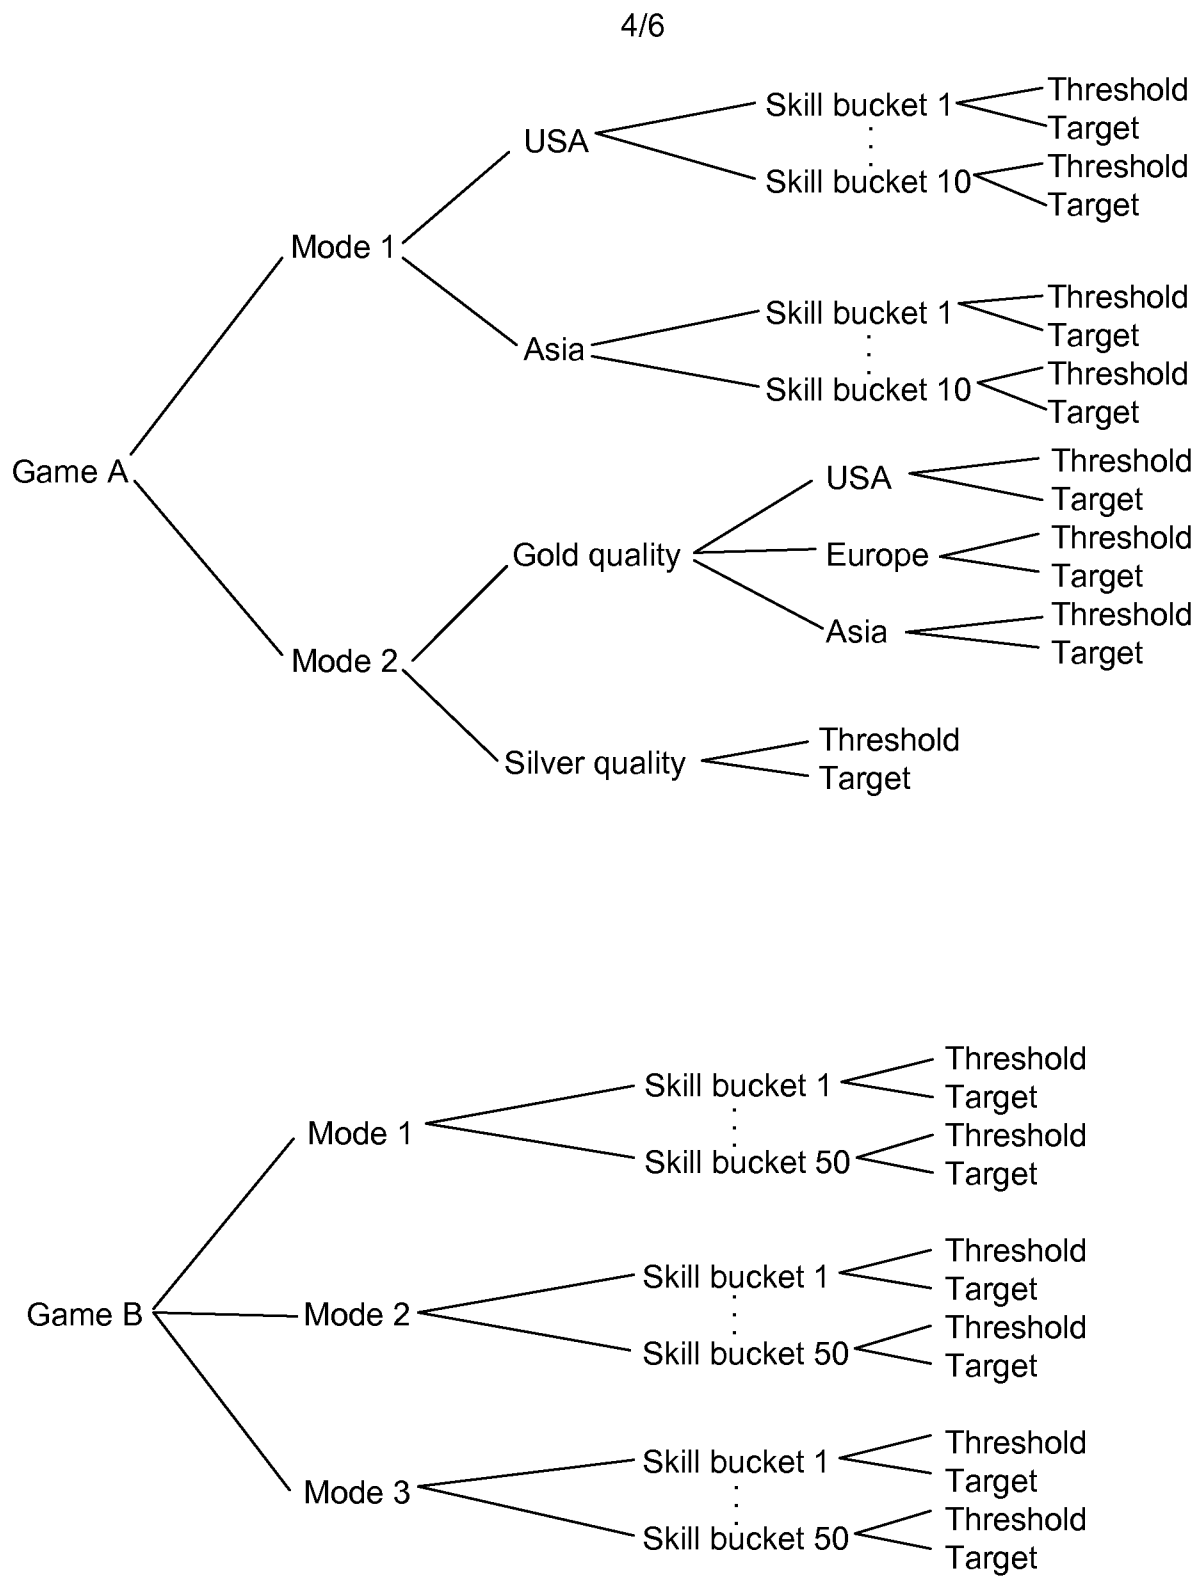 4/6
Threshold
Skill bucket 1
Target
USA
Threshold
Skill bucket 10
Target
Mode 1
Threshold
Skill bucket 1
Target
Asia
Threshold
Skill bucket 10
Target
Game A
Threshold
USA
Target
Gold quality
Threshold
Europe
Target
Threshold
Asia
Target
Mode 2
Threshold
Silver quality
Target
Threshold
Skill bucket 1
Target
Mode 1
Threshold
Skill bucket 50
Target
Threshold
Skill bucket 1
Target
Game B
Mode 2
Threshold
Skill bucket 50
Target
Threshold
Skill bucket 1
Target
Mode 3
Threshold
Skill bucket 50
Target